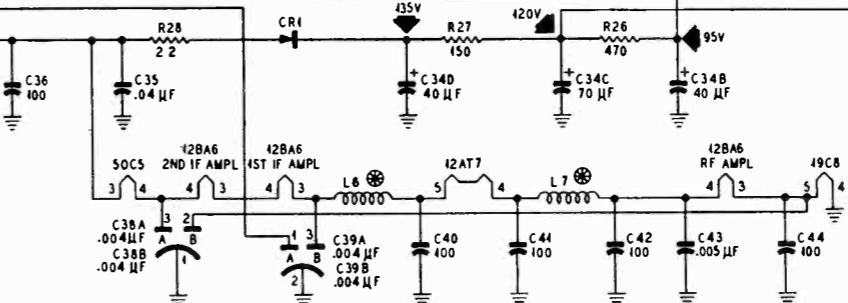 135V
120V
95V
R28
22
CR1
R27
150
R26
470
C36
100
C35
.04 µF
+
C34D
40 µF
+
C34C
70 µF
+
C34B
40 µF
50C5
3 4
12BA6
2ND IF AMPL
4 3
12BA6
1ST IF AMPL
4 3
L6
12AT7
5 4
L7
12BA6
RF AMPL
4 3
19C8
5 4
5
C38A
.004 µF
C38B
.004 µF
3 2
A B
1
1 3
A B
2
C39A
.004 µF
C39B
.004 µF
C40
100
C41
100
C42
100
C43
.005 µF
C44
100